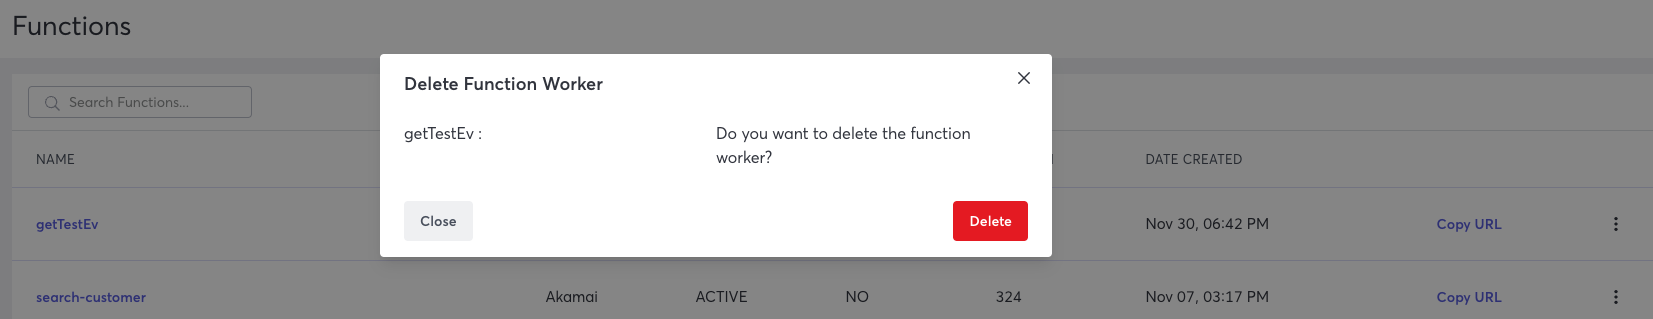 Functions
Delete Function Worker
Search Functions...
getTestEv :
Do you want to delete the function
worker?
NAME
DATE CREATED
Close
Delete
getTestEv
Nov 30, 06:42 PM
Copy URL
search-customer
Akamai
ACTIVE
NO
324
Nov 07, 03:17 PM
Copy URL